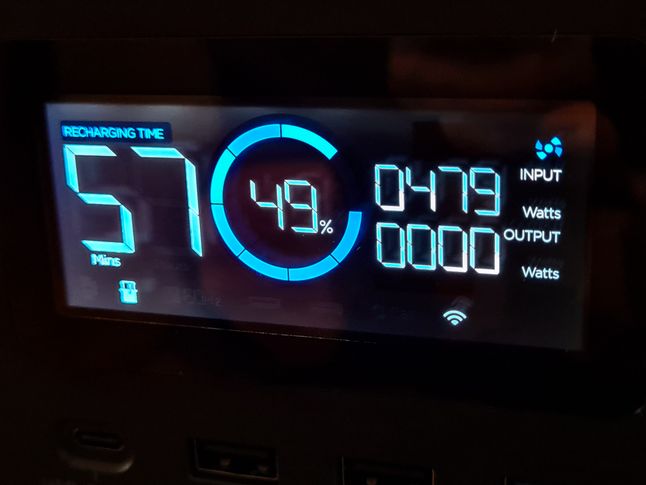 RECHARGING TIME
57
Mins
49%
0479
INPUT
Watts
0000
OUTPUT
Watts